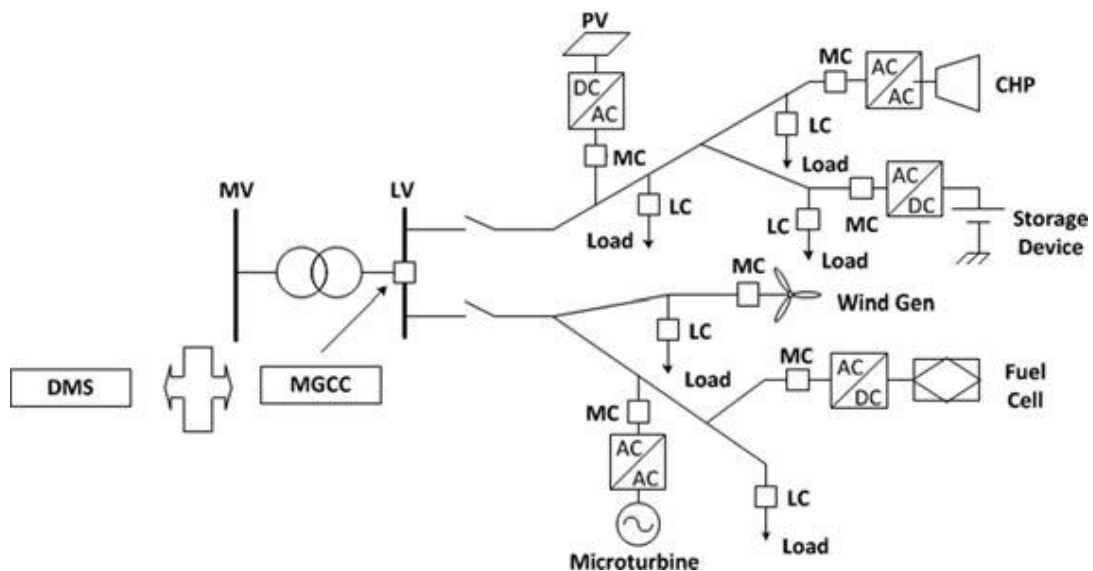 PV
DC
AC
MC
MC
AC
AC
CHP
LC
Load
MV
LV
LC
Load
AC
DC
MC
LC
Load
Storage
Device
MC
Wind Gen
LC
Load
DMS
MGCC
MC
AC
DC
Fuel
Cell
MC
AC
AC
LC
Load
Microturbine